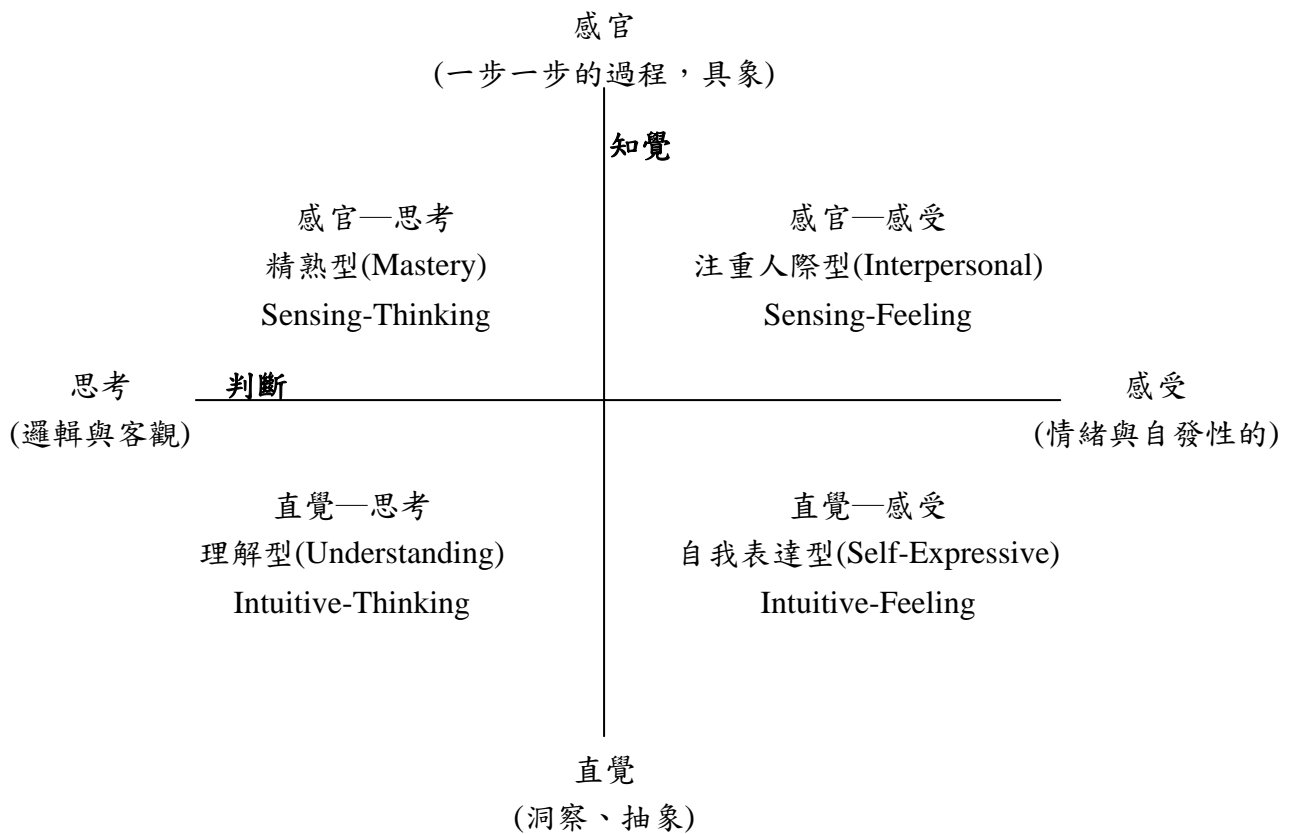 感官
(一步一步的過程，具象)
知覺
感官—思考
精熟型(Mastery)
Sensing-Thinking
感官—感受
注重人際型(Interpersonal)
Sensing-Feeling
思考
(邏輯與客觀)
判斷
感受
(情緒與自發性的)
直覺—思考
理解型(Understanding)
Intuitive-Thinking
直覺—感受
自我表達型(Self-Expressive)
Intuitive-Feeling
直覺
(洞察、抽象)